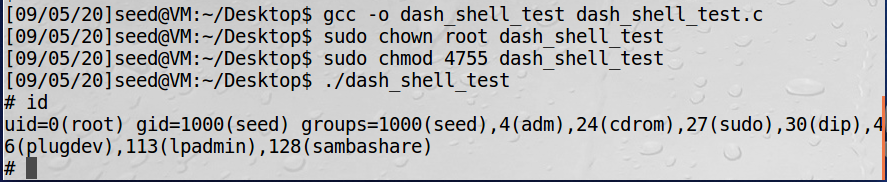 [09/05/20]seed@VM:~/Desktop$ gcc -o dash_shell_test dash_shell_test.c
[09/05/20]seed@VM:~/Desktop$ sudo chown root dash_shell_test
[09/05/20]seed@VM:~/Desktop$ sudo chmod 4755 dash_shell_test
[09/05/20]seed@VM:~/Desktop$ ./dash_shell_test
# id
uid=0(root) gid=1000(seed) groups=1000(seed),4(adm),24(cdrom),27(sudo),30(dip),4
6(plugdev),113(lpadmin),128(sambashare)
#